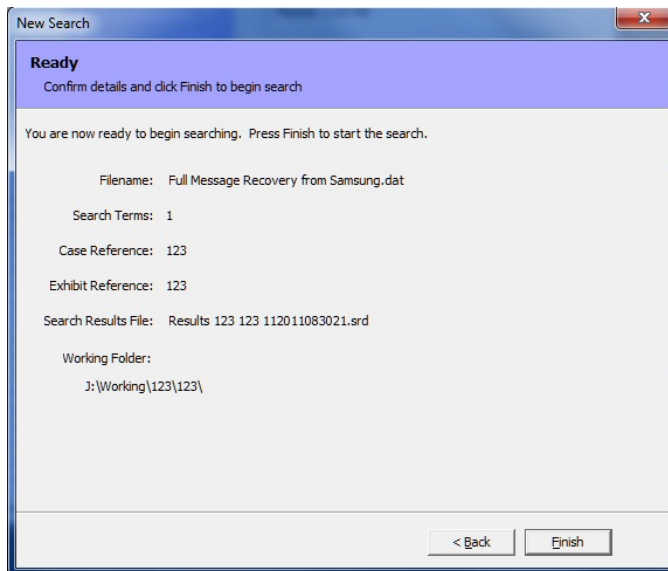 New Search
Ready
Confirm details and click Finish to begin search
You are now ready to begin searching. Press Finish to start the search.
Filename: Full Message Recovery from Samsung.dat
Search Terms: 1
Case Reference: 123
Exhibit Reference: 123
Search Results File: Results 123 123 112011083021.srd
Working Folder:
J:\Working\123\123\
< Back
Finish